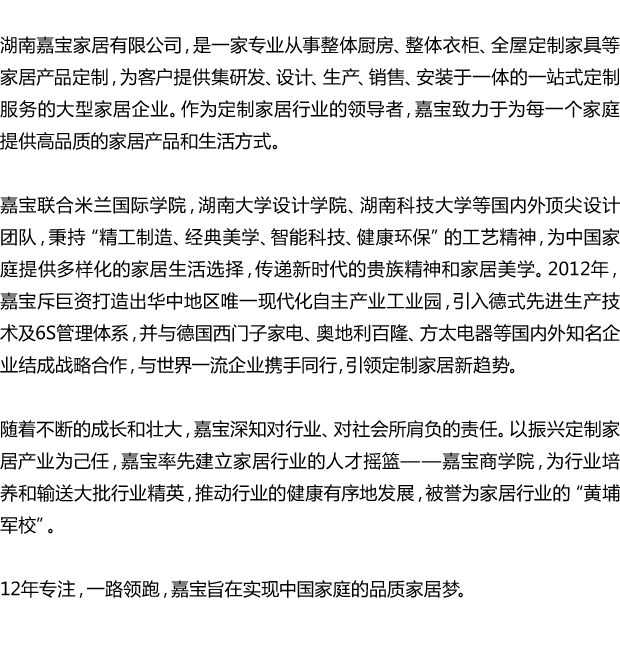 湖南嘉宝家居有限公司，是一家专业从事整体厨房、整体衣柜、全屋定制家具等
家居产品定制，为客户提供集研发、设计、生产、销售、安装于一体的一站式定制
服务的大型家居企业。作为定制家居行业的领导者，嘉宝致力于为每一个家庭
提供高品质的家居产品和生活方式。
嘉宝联合米兰国际学院，湖南大学设计学院、湖南科技大学等国内外顶尖设计
团队，秉持“精工制造、经典美学、智能科技、健康环保”的工艺精神，为中国家
庭提供多样化的家居生活选择，传递新时代的贵族精神和家居美学。2012年，
嘉宝斥巨资打造出华中地区唯一现代化自主产业工业园，引入德式先进生产技
术及6S管理体系，并与德国西门子家电、奥地利百隆、方太电器等国内外知名企
业结成战略合作，与世界一流企业携手同行，引领定制家居新趋势。
随着不断的成长和壮大，嘉宝深知对行业、对社会所肩负的责任。以振兴定制家
居产业为己任，嘉宝率先建立家居行业的人才摇篮——嘉宝商学院，为行业培
养和输送大批行业精英，推动行业的健康有序地发展，被誉为家居行业的“黄埔
军校”。
12年专注，一路领跑，嘉宝旨在实现中国家庭的品质家居梦。